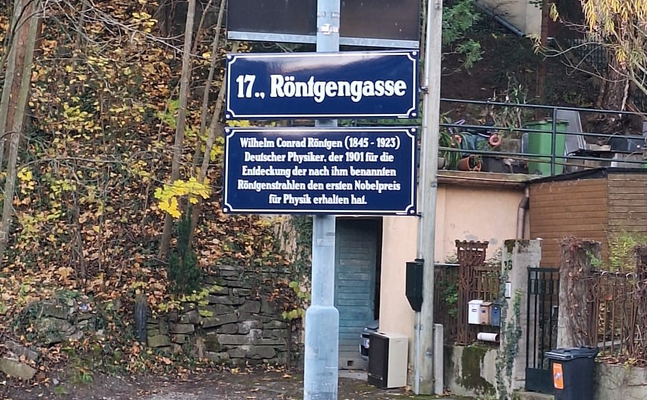 17., Röntgengasse
Wilhelm Conrad Röntgen (1845 - 1923)
Deutscher Physiker, der 1901 für die
Entdeckung der nach ihm benannten
Röntgenstrahlen den ersten Nobelpreis
für Physik erhalten hat.